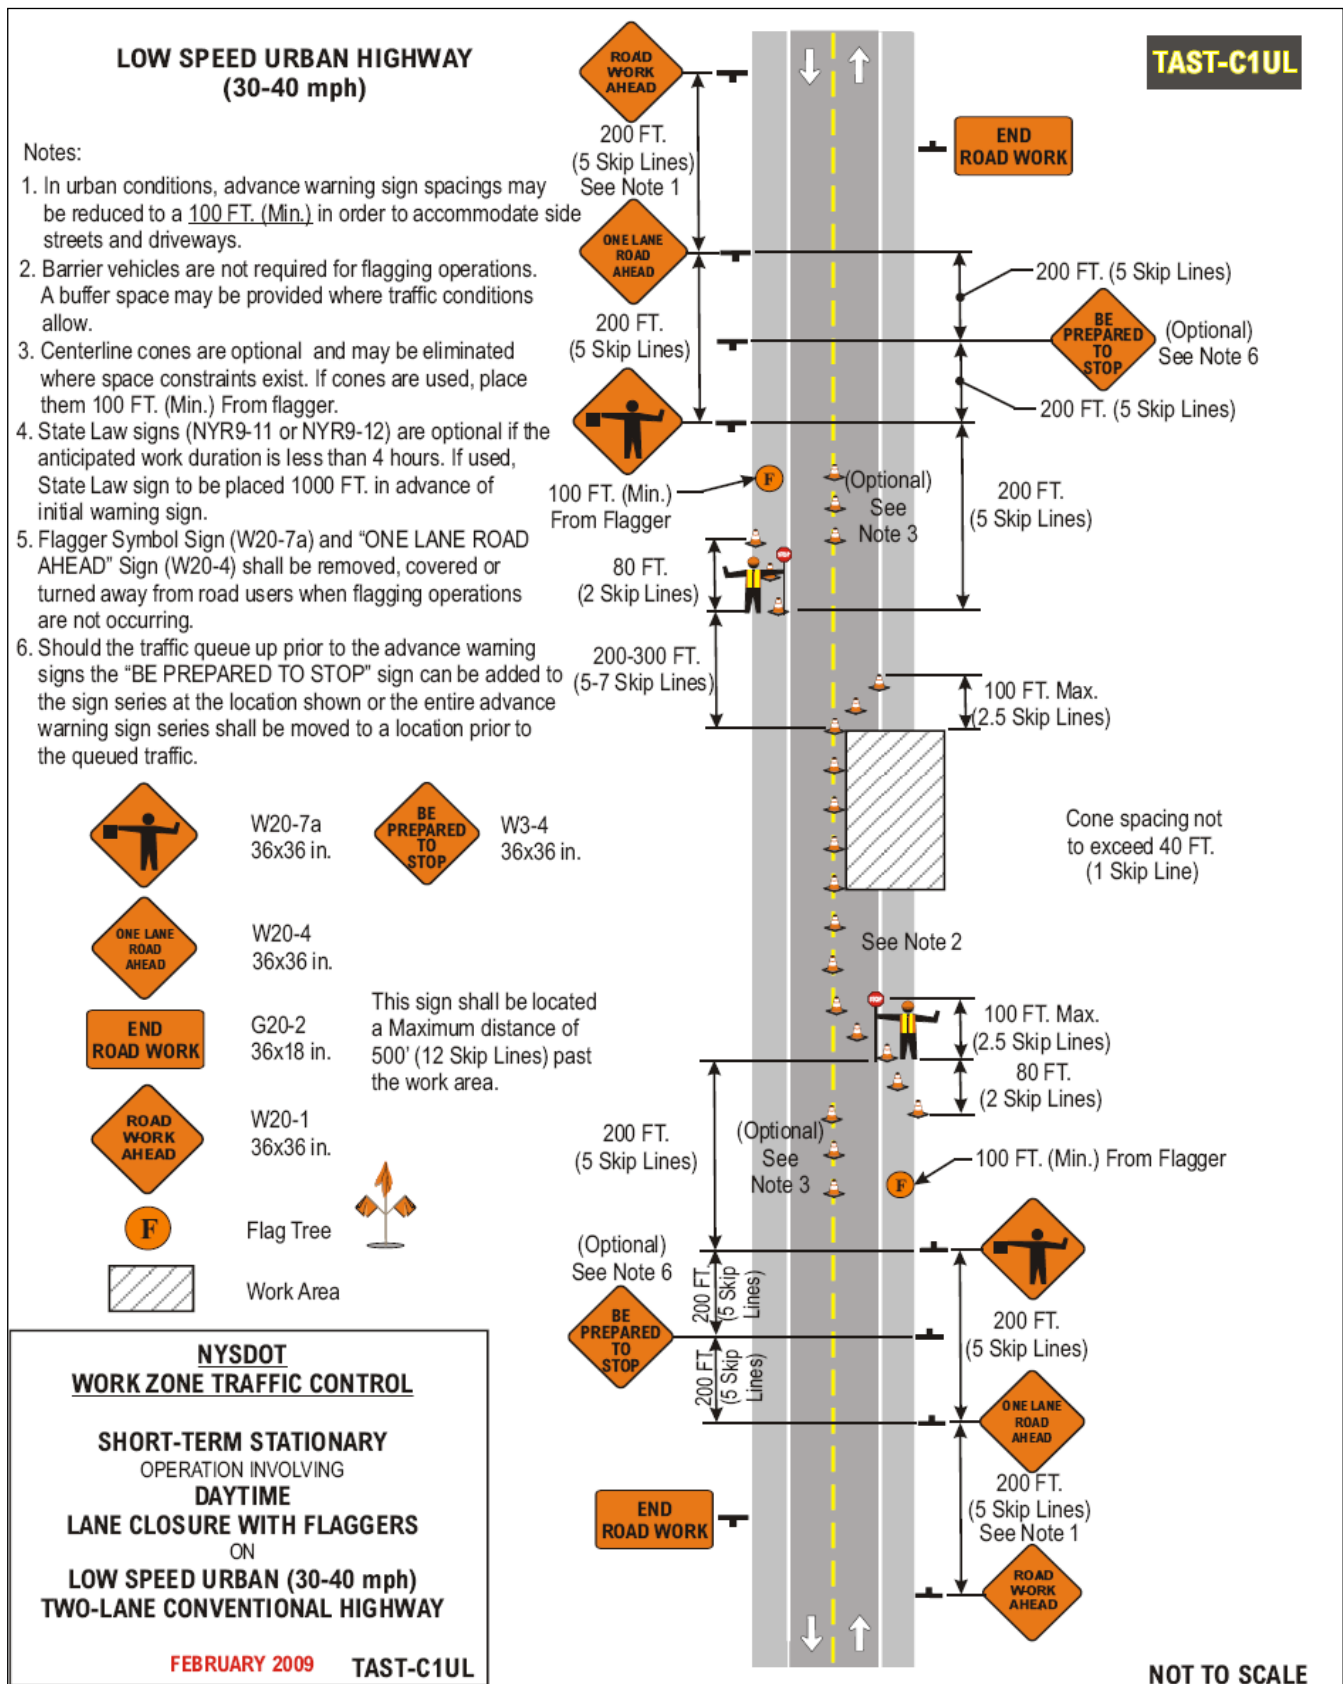 LOW SPEED URBAN HIGHWAY
(30-40 mph)
TAST-C1UL
Notes:
1. In urban conditions, advance warning sign spacings may
be reduced to a 100 FT. (Min.) in order to accommodate side
streets and driveways.
2. Barrier vehicles are not required for flagging operations.
A buffer space may be provided where traffic conditions
allow.
3. Centerline cones are optional and may be eliminated
where space constraints exist. If cones are used, place
them 100 FT. (Min.) From flagger.
4. State Law signs (NYR9-11 or NYR9-12) are optional if the
anticipated work duration is less than 4 hours. If used,
State Law sign to be placed 1000 FT. in advance of
initial warning sign.
5. Flagger Symbol Sign (W20-7a) and “ONE LANE ROAD
AHEAD” Sign (W20-4) shall be removed, covered or
turned away from road users when flagging operations
are not occurring.
6. Should the traffic queue up prior to the advance warning
signs the “BE PREPARED TO STOP” sign can be added to
the sign series at the location shown or the entire advance
warning sign series shall be moved to a location prior to
the queued traffic.
W20-7a
36x36 in.
BE
PREPARED
TO
STOP
W3-4
36x36 in.
ONE LANE
ROAD
AHEAD
W20-4
36x36 in.
END
ROAD WORK
G20-2
36x18 in.
This sign shall be located
a Maximum distance of
500' (12 Skip Lines) past
the work area.
ROAD
WORK
AHEAD
W20-1
36x36 in.
F
Flag Tree
Work Area
NYSDOT
WORK ZONE TRAFFIC CONTROL
SHORT-TERM STATIONARY
OPERATION INVOLVING
DAYTIME
LANE CLOSURE WITH FLAGGERS
ON
LOW SPEED URBAN (30-40 mph)
TWO-LANE CONVENTIONAL HIGHWAY
FEBRUARY 2009
TAST-C1UL
ROAD
WORK
AHEAD
200 FT.
(5 Skip Lines)
See Note 1
END
ROAD WORK
ONE LANE
ROAD
AHEAD
200 FT.
(5 Skip Lines)
200 FT. (5 Skip Lines)
BE
PREPARED
TO
STOP
(Optional)
See Note 6
200 FT. (5 Skip Lines)
F
100 FT. (Min.)
From Flagger
(Optional)
See
Note 3
200 FT.
(5 Skip Lines)
80 FT.
(2 Skip Lines)
STOP
200-300 FT.
(5-7 Skip Lines)
100 FT. Max.
(2.5 Skip Lines)
Cone spacing not
to exceed 40 FT.
(1 Skip Line)
See Note 2
STOP
100 FT. Max.
(2.5 Skip Lines)
80 FT.
(2 Skip Lines)
200 FT.
(5 Skip Lines)
(Optional)
See
Note 3
100 FT. (Min.) From Flagger
F
(Optional)
See Note 6
200 FT.
(5 Skip
Lines)
BE
PREPARED
TO
STOP
200 FT.
(5 Skip
Lines)
200 FT.
(5 Skip Lines)
ONE LANE
ROAD
AHEAD
200 FT.
(5 Skip Lines)
See Note 1
END
ROAD WORK
ROAD
WORK
AHEAD
NOT TO SCALE